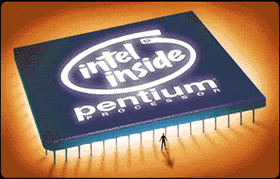 intel
inside
pentium®
PROCESSOR